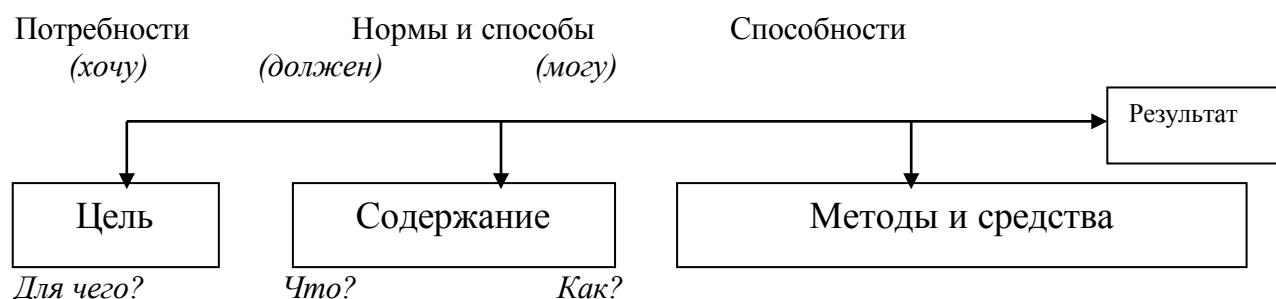 Потребности Нормы и способы Способности
(хочу) (должен) (могу)
Результат
Цель Содержание Методы и средства
Для чего? Что? Как?